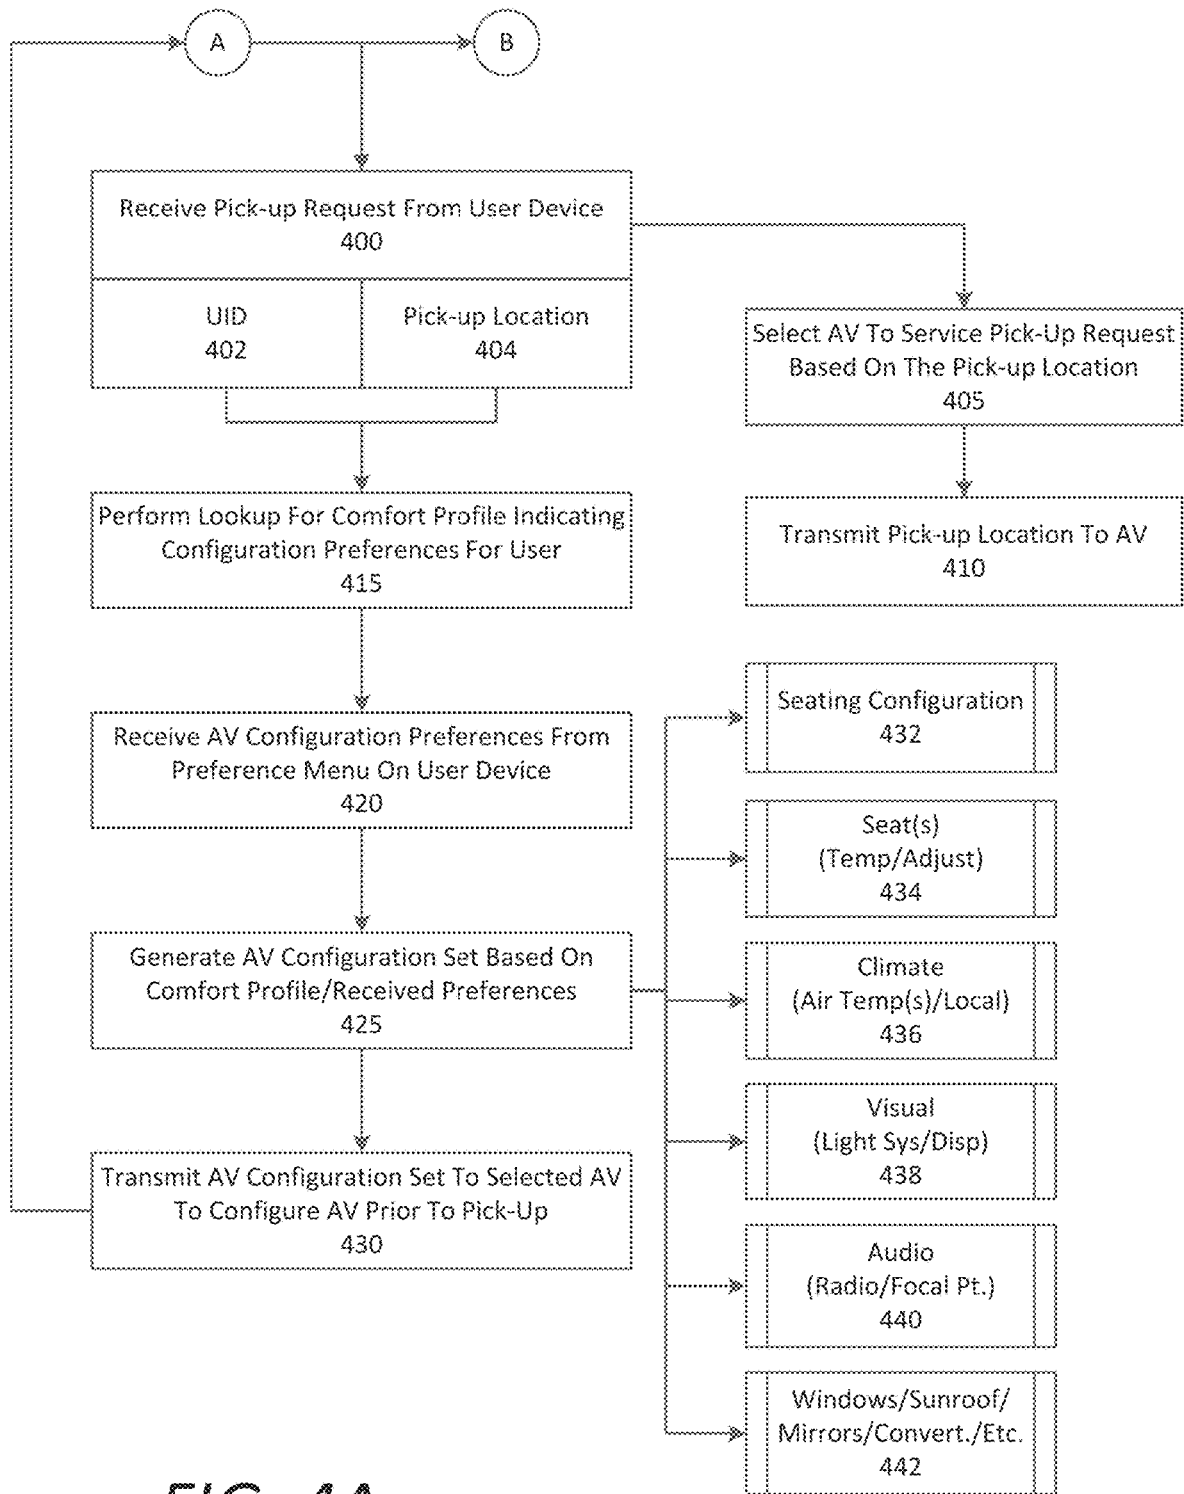 A
B
Receive Pick-up Request From User Device
400
UID
402
Pick-up Location
404
Select AV To Service Pick-Up Request
Based On The Pick-up Location
405
Transmit Pick-up Location To AV
410
Perform Lookup For Comfort Profile Indicating
Configuration Preferences For User
415
Receive AV Configuration Preferences From
Preference Menu On User Device
420
Generate AV Configuration Set Based On
Comfort Profile/Received Preferences
425
Transmit AV Configuration Set To Selected AV
To Configure AV Prior To Pick-Up
430
Seating Configuration
432
Seat(s)
(Temp/Adjust)
434
Climate
(Air Temp(s)/Local)
436
Visual
(Light Sys/Disp)
438
Audio
(Radio/Focal Pt.)
440
Windows/Sunroof/
Mirrors/Convert./Etc.
442
FIG. 4A